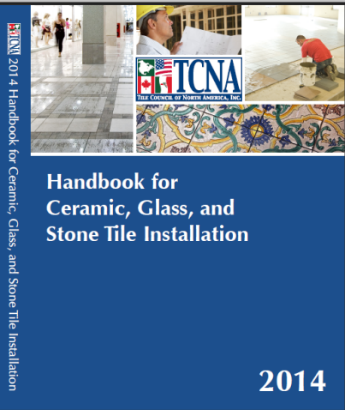 TCNA
2014 Handbook for Ceramic, Glass, and Stone Tile Installation
TCNA
TILE COUNCIL OF NORTH AMERICA, INC.
Handbook for
Ceramic, Glass, and
Stone Tile Installation
2014